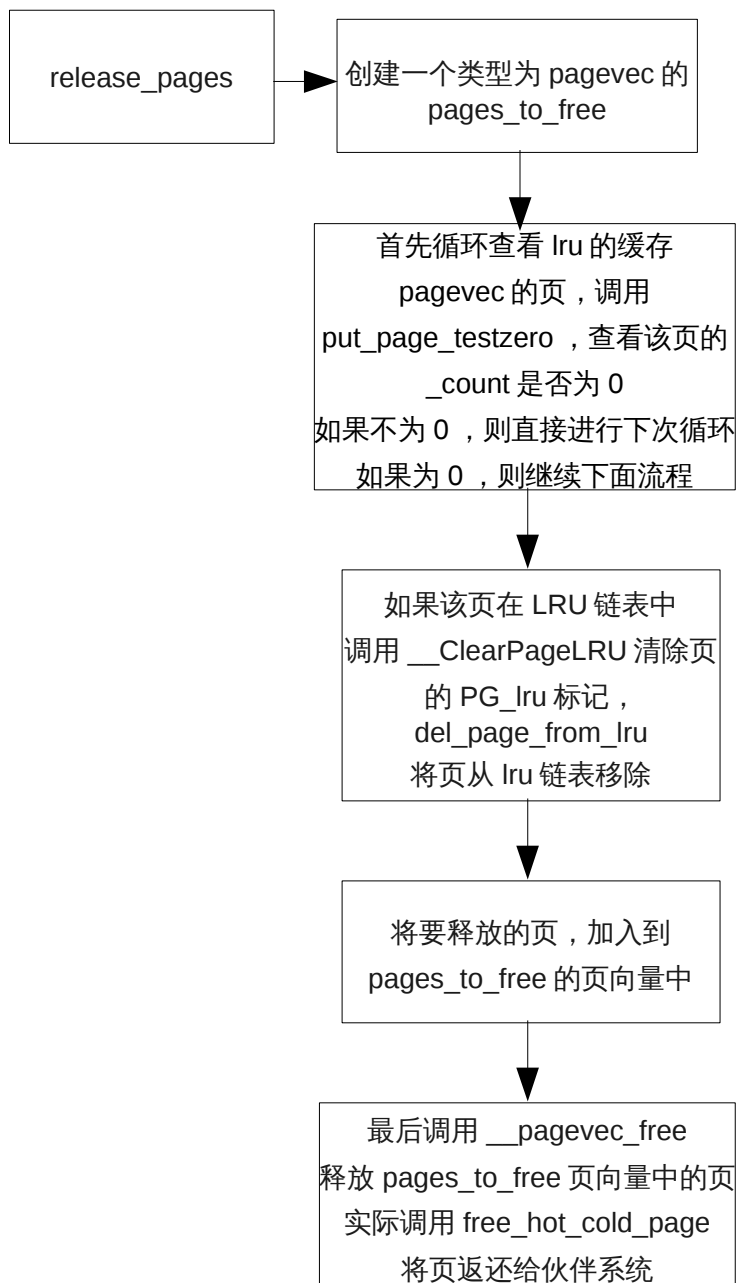 release_pages
创建一个类型为 pagevec 的
pages_to_free
首先循环查看 lru 的缓存
pagevec 的页，调用
put_page_testzero ，查看该页的
_count 是否为 0
如果不为 0 ，则直接进行下次循环
如果为 0 ，则继续下面流程
如果该页在 LRU 链表中
调用 __ClearPageLRU 清除页
的 PG_lru 标记，
del_page_from_lru
将页从 lru 链表移除
将要释放的页，加入到
pages_to_free 的页向量中
最后调用 __pagevec_free
释放 pages_to_free 页向量中的页
实际调用 free_hot_cold_page
将页返还给伙伴系统